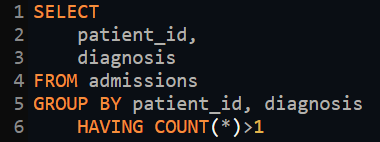 1 SELECT
2     patient_id,
3     diagnosis
4 FROM admissions
5 GROUP BY patient_id, diagnosis
6     HAVING COUNT(*)>1